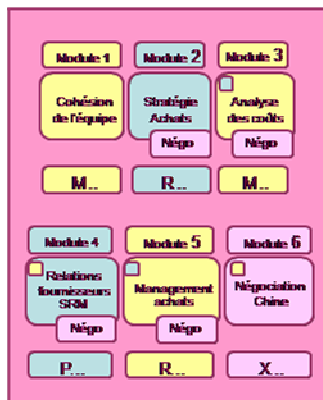 Module 1 Module 2 Module 3
Cohésion
de l'équipe
Stratégie
Achats
Négo
Analyse
des coûts
Négo
M... R... M...
Module 4 Module 5 Module 6
Relations
fournisseurs
SRM
Négo
Management
achats
Négo
Négociation
Chine
P... R... X...